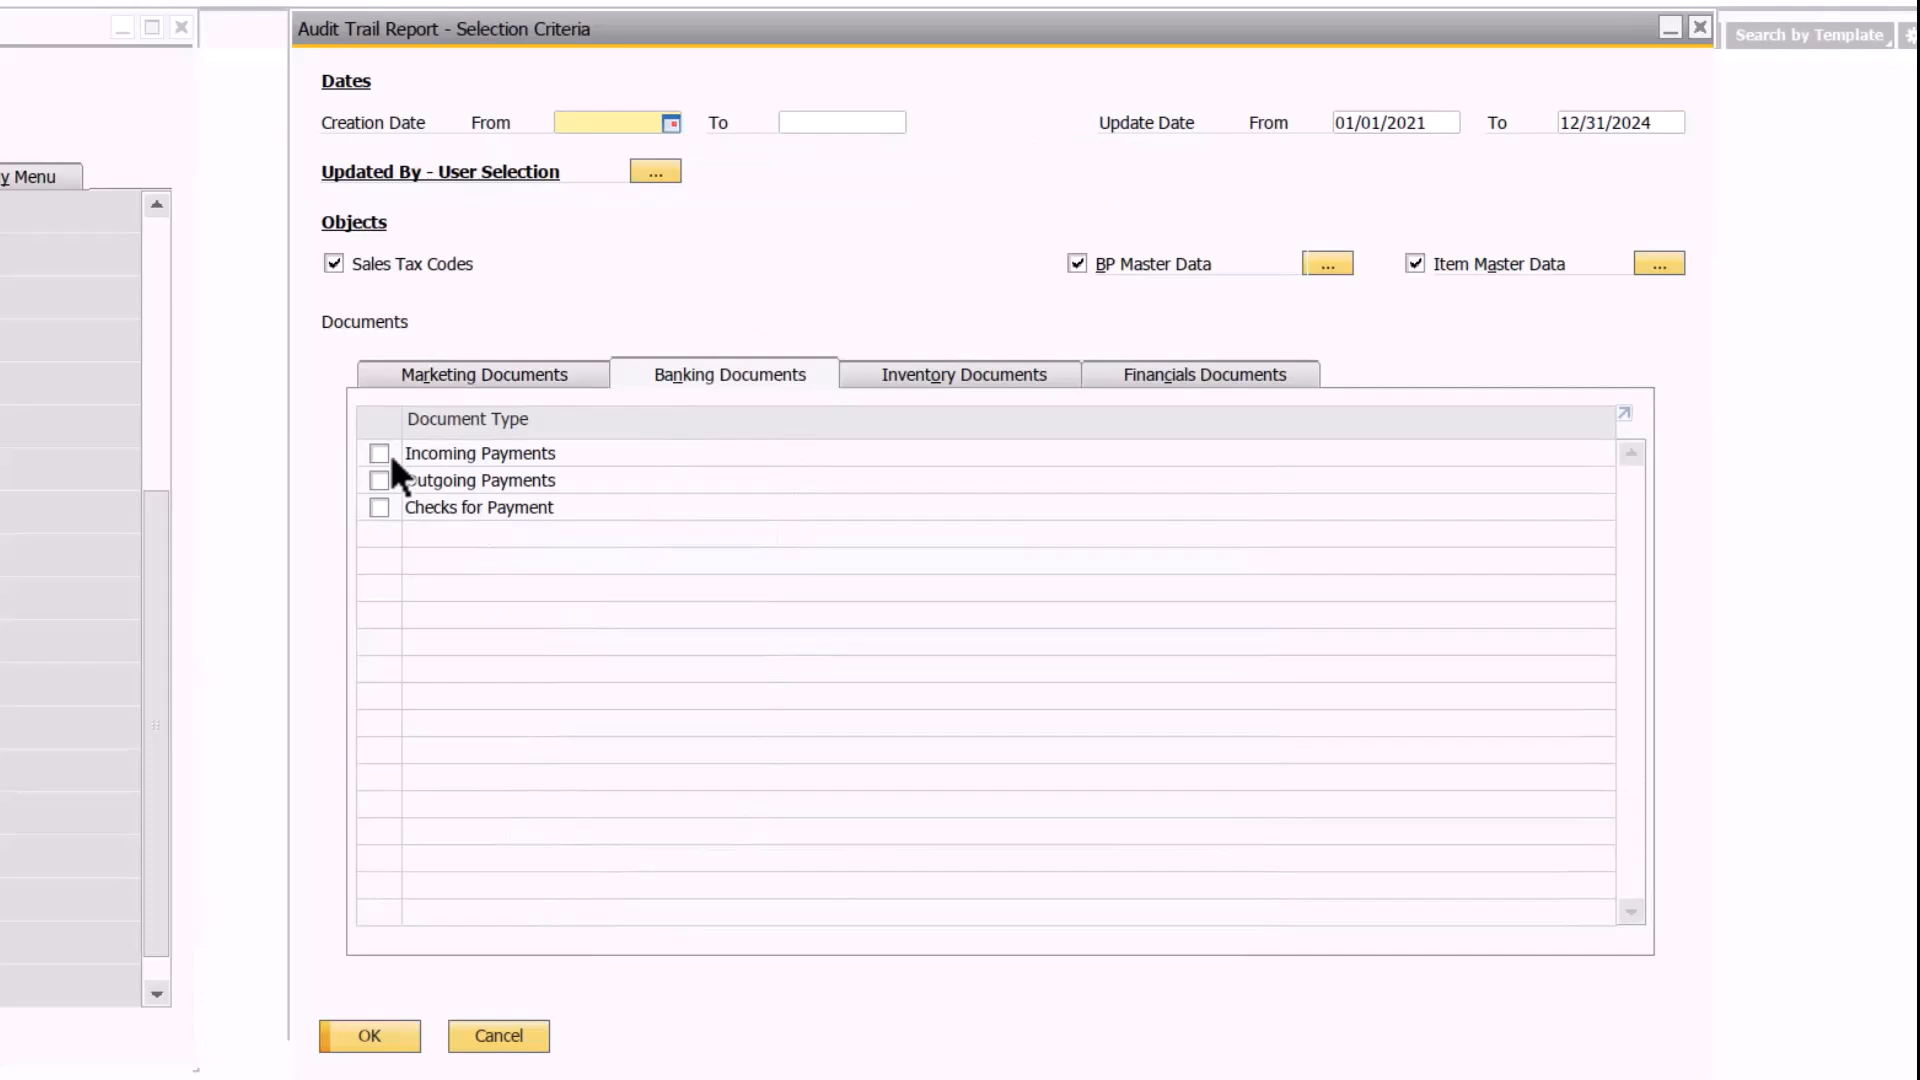 Audit Trail Report - Selection Criteria
Search by Template
Dates
Creation Date From To Update Date From 01/01/2021 To 12/31/2024
Updated By - User Selection ...
Objects
Sales Tax Codes BP Master Data ... Item Master Data ...
y Menu
Documents
Marketing Documents Banking Documents Inventory Documents Financials Documents
Document Type
Incoming Payments
Outgoing Payments
Checks for Payment
OK Cancel